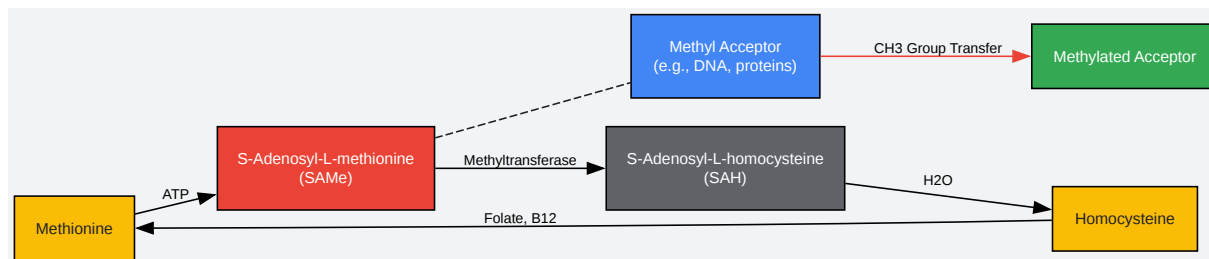 Methyl Acceptor
(e.g., DNA, proteins)
CH3 Group Transfer
Methylated Acceptor
S-Adenosyl-L-methionine
(SAMe)
Methyltransferase
S-Adenosyl-L-homocysteine
(SAH)
ATP
H2O
Methionine
Folate, B12
Homocysteine